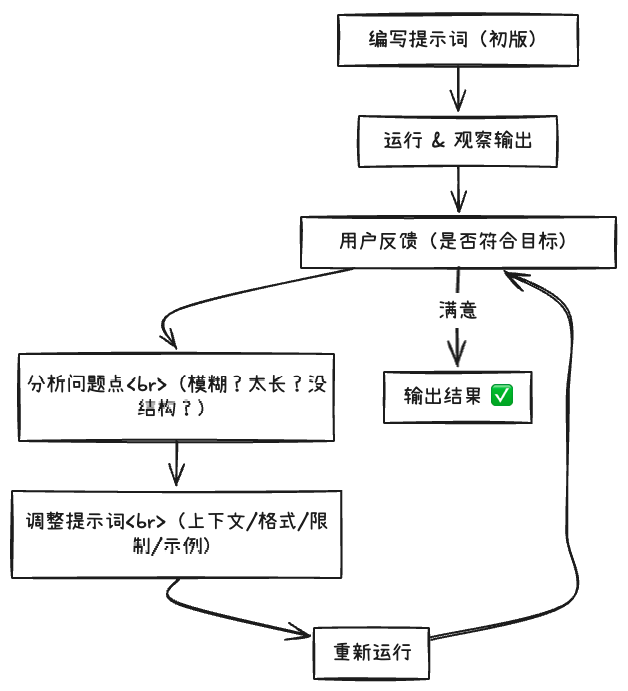 编写提示词（初版）
运行 & 观察输出
用户反馈（是否符合目标）
满意
分析问题点<br>（模糊？太长？没
结构？）
输出结果 ✅
调整提示词<br>（上下文/格式/限
制/示例）
重新运行